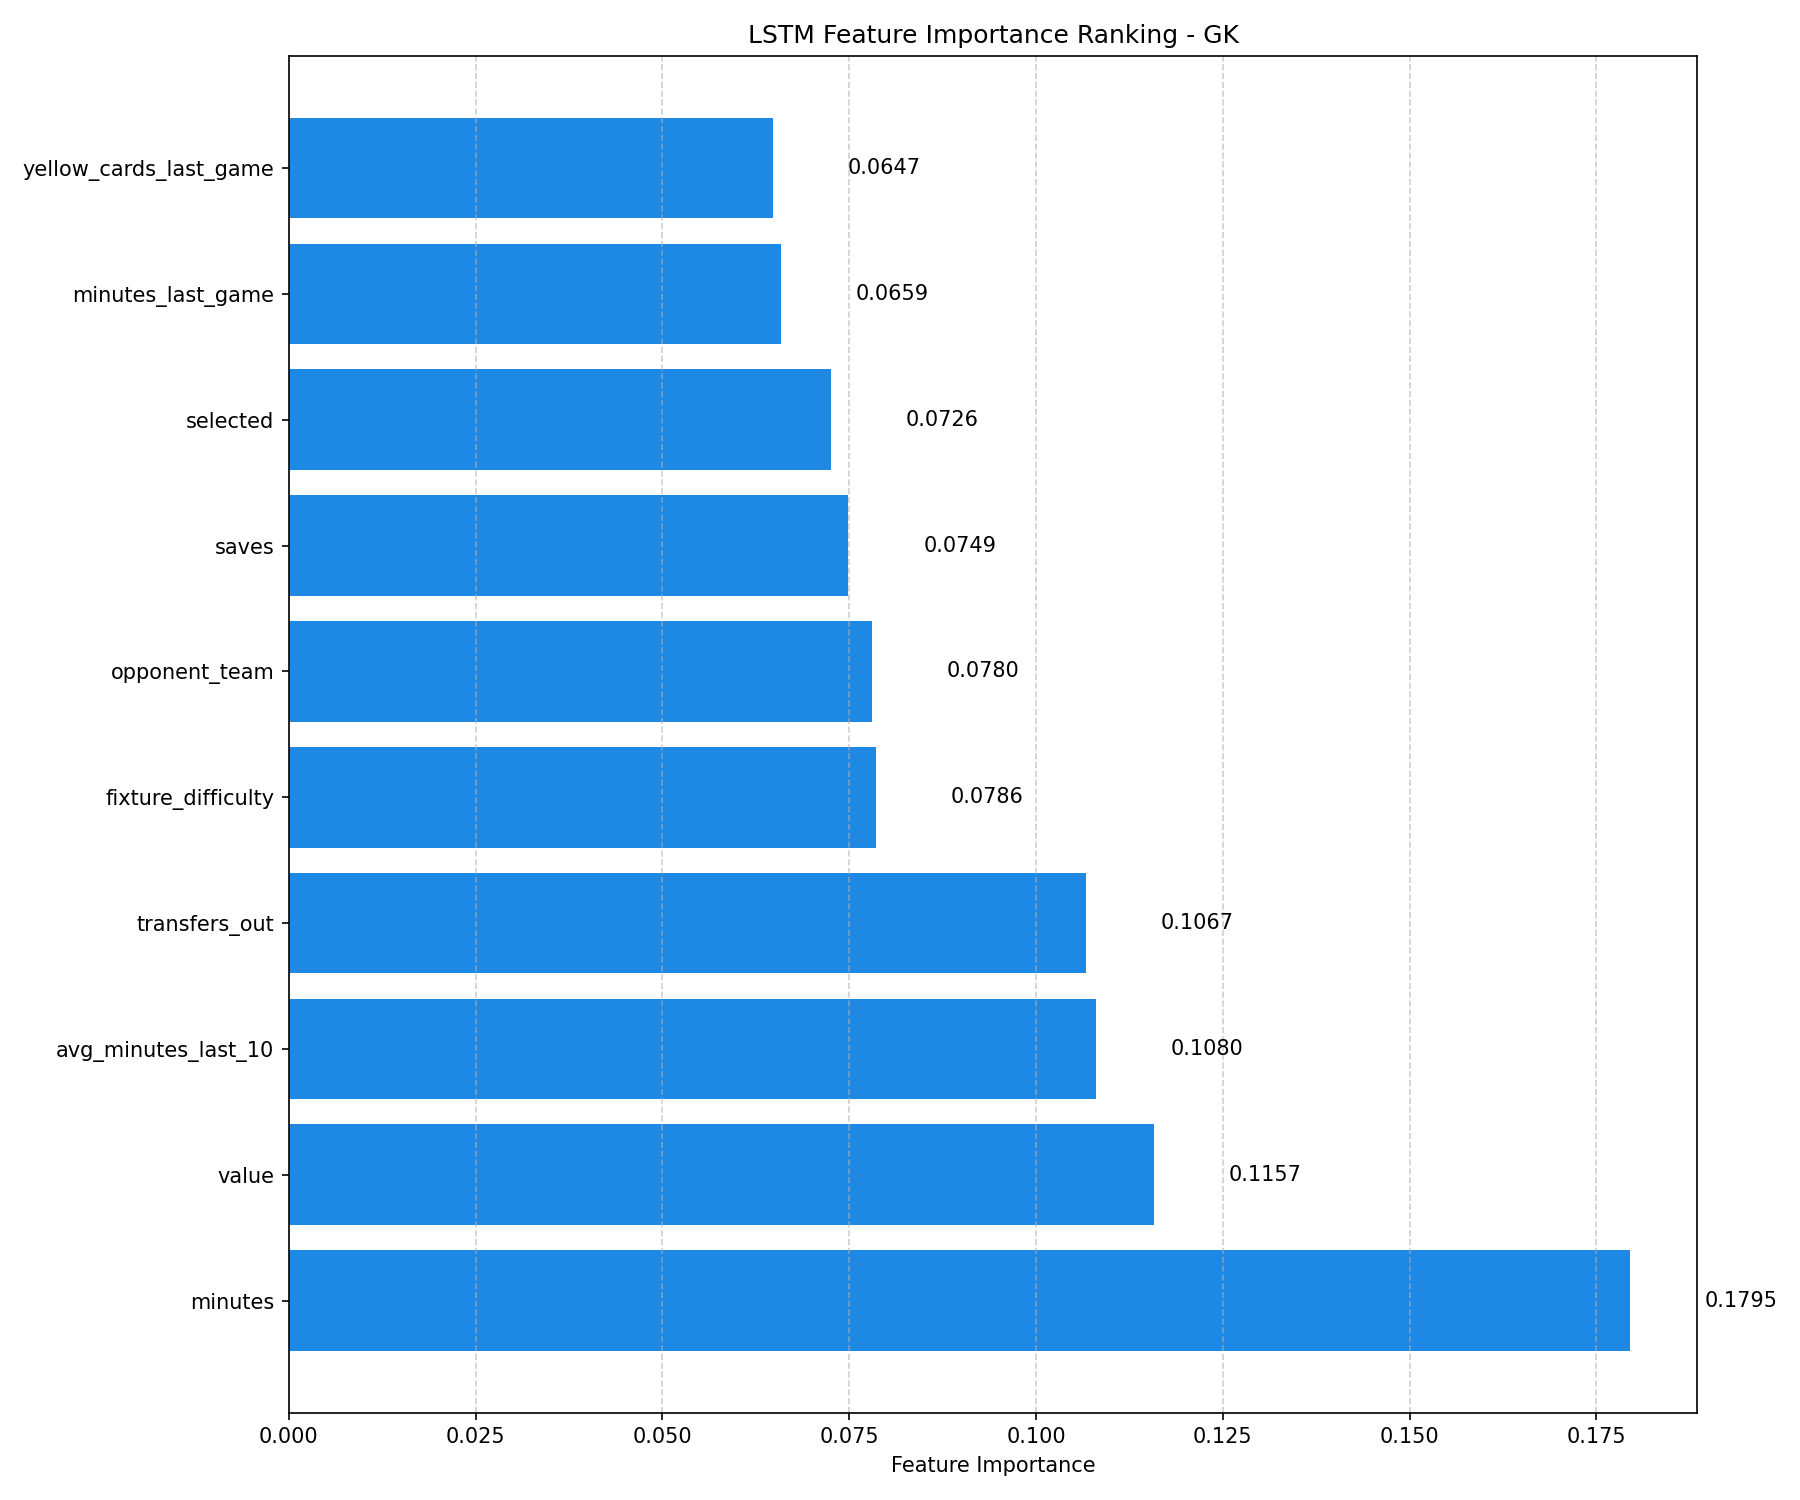 LSTM Feature Importance Ranking - GK
yellow_cards_last_game 0.0647
minutes_last_game 0.0659
selected 0.0726
saves 0.0749
opponent_team 0.0780
fixture_difficulty 0.0786
transfers_out 0.1067
avg_minutes_last_10 0.1080
value 0.1157
minutes 0.1795
0.000 0.025 0.050 0.075 0.100 0.125 0.150 0.175
Feature Importance